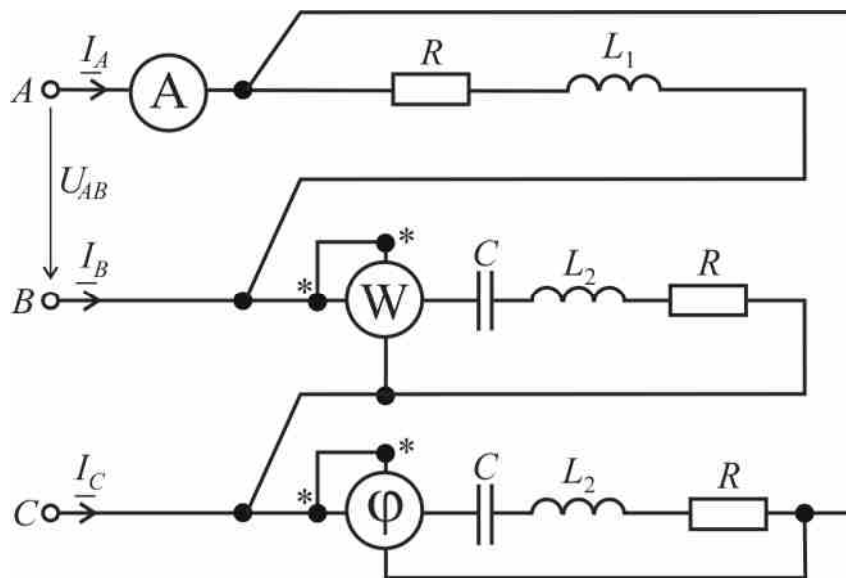 I_A R L_1
A A
U_AB
I_B * C L_2 R
B * W
I_C * C L_2 R
C * φ